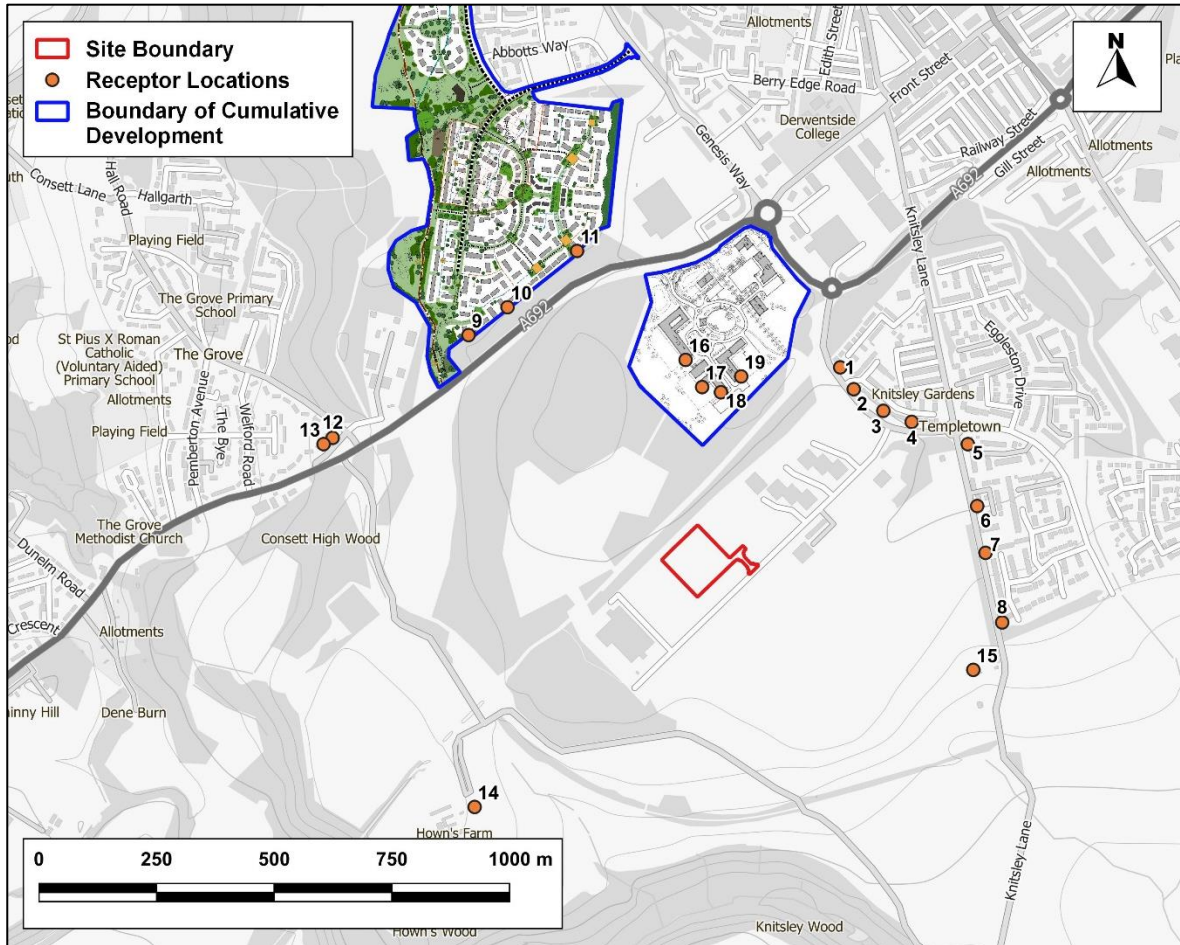 Site Boundary
Receptor Locations
Boundary of Cumulative
Development
N
Abbotts Way
Allotments
Edith Street
Berry Edge Road
Front Street
Allotments
Derwentside
College
Genesis Way
Railway Street
Gill Street
A692
Allotments
Allotments
Consett Lane
Hall Road
Hallgarth
Playing Field
Knitsley Lane
The Grove Primary
School
St Pius X Roman
Catholic
(Voluntary Aided)
Primary School
The Grove
Allotments
Pemberton Avenue
The Bye
Welford Road
Playing Field
11
10
9
A692
16
17
18
19
1
2
3
4
5
6
7
8
15
Knitsley Gardens
Templetown
Eggleston Drive
13
12
The Grove
Methodist Church
Consett High Wood
Dunelm Road
Crescent
Allotments
Dene Burn
14
Hown's Farm
Knitsley Lane
0 250 500 750 1000 m
Hown's Wood
Knitsley Wood